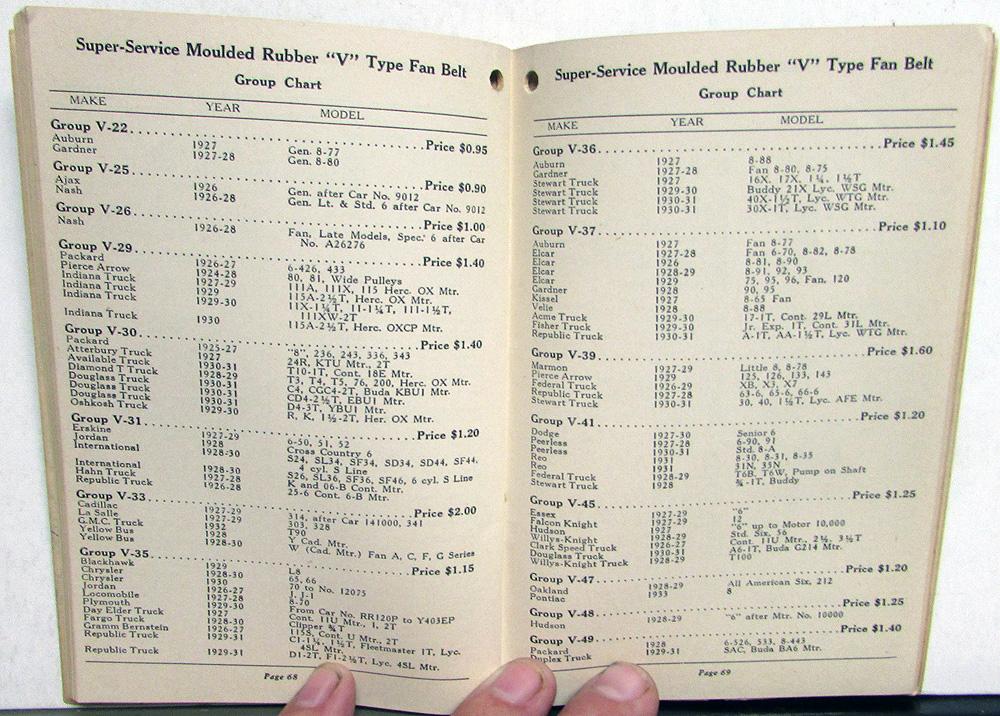 Super-Service Moulded Rubber “V” Type Fan Belt
Group Chart
MAKE YEAR MODEL
Group V-22 Price $0.95
Auburn 1927 Gen. 8-77
Gardner 1927-28 Gen. 8-80
Group V-25 Price $0.90
Ajax 1926 Gen. after Car No. 9012
Nash 1926-28 Gen. Lt. & Std. 6 after Car No. 9012
Group V-26 Price $1.00
Nash 1926-28 Fan, Late Models, Spec. 6 after Car
No. A26276
Group V-29 Price $1.40
Packard 1926-27 6-426, 433
Pierce Arrow 1924-28 80, 81, Wide Pulleys
Indiana Truck 1927-29 111A, 111X, 115 Herc. OX Mtr.
Indiana Truck 1929 115A-2½T, Herc. OX Mtr.
Indiana Truck 1929-30 11X-1¼T, 11-1¼T, 111-1½T,
111XW-2T
Indiana Truck 1930 115A-2½T, Herc. OXCP Mtr.
Group V-30 Price $1.40
Packard 1925-27 "8", 236, 243, 336, 343
Atterbury Truck 1927 24R, KTU Mtr., 2T
Available Truck 1930-31 T10-1T, Cont. 18E Mtr.
Diamond T Truck 1928-29 T3, T4, T5, 76, 200, Herc. OX Mtr.
Douglass Truck 1930-31 C4, CGC4-2T, Buda KBU1 Mtr.
Douglass Truck 1930-31 CD4-2½T, EBU1 Mtr.
Douglass Truck 1930-31 D4-3T, YBU1 Mtr.
Oshkosh Truck 1929-30 R, K, 1½-2T, Her. OX Mtr.
Group V-31 Price $1.20
Erskine 1927-29 6-50, 51, 52
Jordan 1928 Cross Country 6
International 1928-30 S24, SL34, SF34, SD34, SD44, SF44,
4 cyl. S Line
International 1928-30 S26, SL36, SF36, SF46, 6 cyl. S Line
Hahn Truck 1927-28 K and 06-B Cont. Mtr.
Republic Truck 1926-28 25-6 Cont. 6-B Mtr.
Group V-33 Price $2.00
Cadillac 1927-29 314, after Car 141000, 341
La Salle 1927-29 303, 328
G.M.C. Truck 1932 T90
Yellow Bus 1928 Y Cad. Mtr.
Yellow Bus 1928-30 W (Cad. Mtr.) Fan A, C, F, G Series
Group V-35 Price $1.15
Blackhawk 1929 L8
Chrysler 1928-30 65, 66
Chrysler 1930 70 to No. 12075
Jordan 1926-27 J, J-1
Locomobile 1927-28 8-70
Plymouth 1929-30 From Car No. RR120P to Y403EP
Day Elder Truck 1927 Cont. 11U Mtr., 1, 2T
Fargo Truck 1928-30 Clipper ¾T
Gramm Bernstein 1926-27 115S, Cont. U Mtr., 2T
Republic Truck 1929-31 C1-1¼, 1½T, Fleetmaster 1T, Lyc.
4SL Mtr.
Republic Truck 1929-31 D1-2T, F1-2½T, Lyc. 4SL Mtr.
Page 68
Super-Service Moulded Rubber “V” Type Fan Belt
Group Chart
MAKE YEAR MODEL
Group V-36 Price $1.45
Auburn 1927 8-88
Gardner 1927-28 Fan 8-80, 8-75
Stewart Truck 1927 16X, 17X, 1¼, 1½T
Stewart Truck 1929-30 Buddy 21X Lyc. WSG Mtr.
Stewart Truck 1930-31 40X-1½T, Lyc. WTG Mtr.
Stewart Truck 1930-31 30X-1T, Lyc. WSG Mtr.
Group V-37 Price $1.10
Auburn 1927 Fan 8-77
Elcar 1927-28 Fan 6-70, 8-82, 8-78
Elcar 1926 8-81, 8-90
Elcar 1928-29 8-91, 92, 93
Elcar 1929 75, 95, 96, Fan, 120
Gardner 1928 90, 95
Kissel 1927 8-65 Fan
Velie 1928 8-88
Acme Truck 1929-30 17-1T, Cont. 29L Mtr.
Fisher Truck 1929-30 Jr. Exp. 1T, Cont. 31L Mtr.
Republic Truck 1930-31 A-1T, AA-1½T, Lyc. WTG Mtr.
Group V-39 Price $1.60
Marmon 1927-29 Little 8, 8-78
Pierce Arrow 1929 125, 126, 133, 143
Federal Truck 1926-29 XB, X3, X7
Republic Truck 1927-28 63-6, 65-6, 66-6
Stewart Truck 1930-31 30, 40, 1½T, Lyc. AFE Mtr.
Group V-41 Price $1.20
Dodge 1927-30 Senior 6
Peerless 1927-28 6-90, 91
Peerless 1930-31 Std. 8-A
Reo 1931 8-30, 8-31, 8-35
Reo 1931 31N, 35N
Federal Truck 1928-29 T6B, T6W, Pump on Shaft
Stewart Truck 1928 ¾-1T, Buddy
Group V-45 Price $1.25
Essex 1927-29 "6"
Falcon Knight 1927-29 12
Hudson 1927 "6" up to Motor 10,000
Willys-Knight 1928-29 Std. Six, 56
Clark Speed Truck 1926-27 Cont. 11U Mtr., 2½, 3½T
Douglass Truck 1930-31 A6-1T, Buda G214 Mtr.
Willys-Knight Truck 1928-29 T100
Group V-47 Price $1.20
Oakland 1928-29 All American Six, 212
Pontiac 1933 8
Group V-48 Price $1.25
Hudson 1928-29 "6" after Mtr. No. 10000
Group V-49 Price $1.40
Packard 1928 6-526, 533, 8-443
Duplex Truck 1929-31 SAC, Buda BA6 Mtr.
Page 69